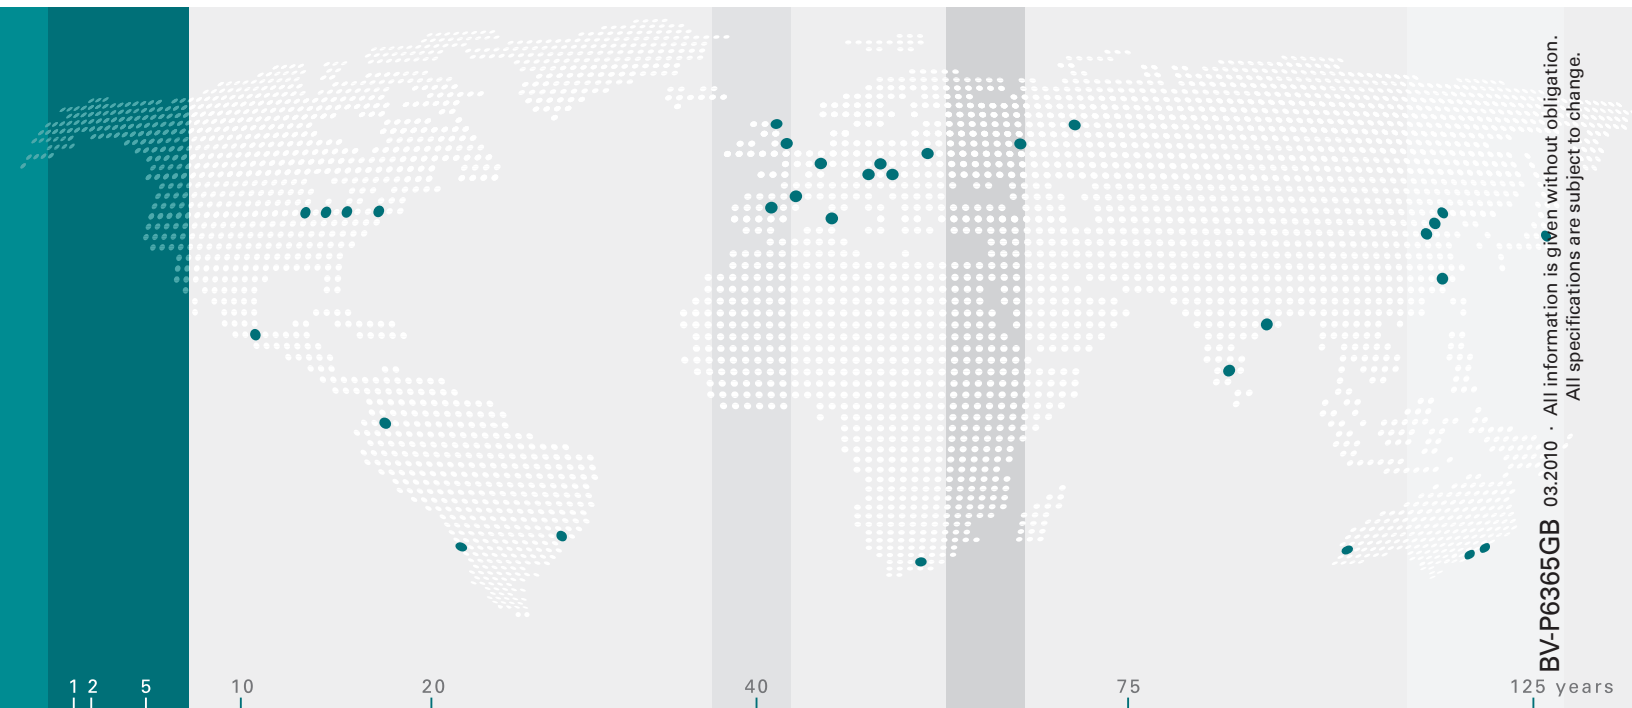 BV-P6365GB 03.2010 · All information is given without obligation.
All specifications are subject to change.
1 2 5 10 20 40 75 125 years